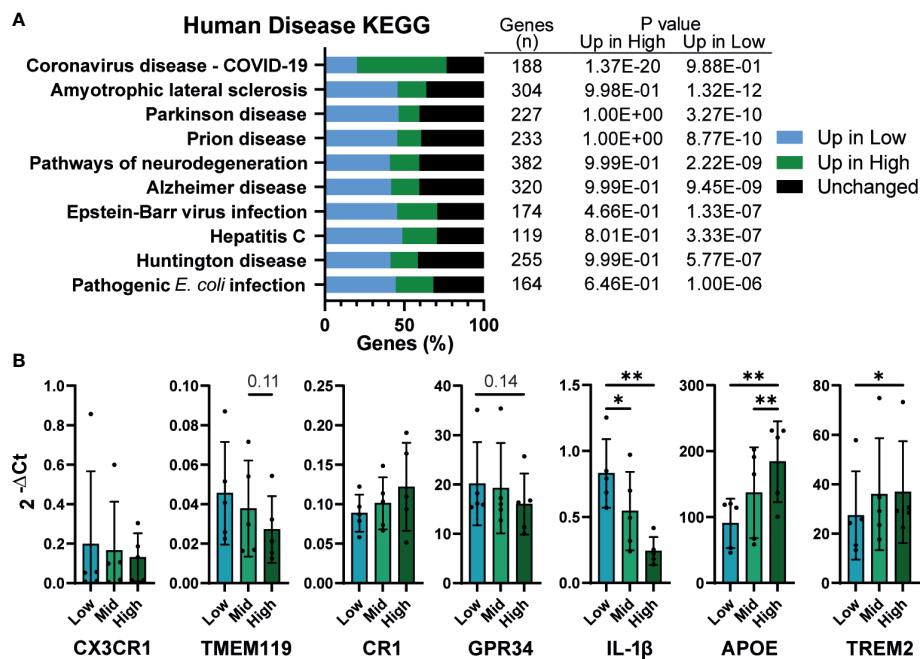 A
Human Disease KEGG
Genes (n) P value
Up in High Up in Low
Coronavirus disease - COVID-19 188 1.37E-20 9.88E-01
Amyotrophic lateral sclerosis 304 9.98E-01 1.32E-12
Parkinson disease 227 1.00E+00 3.27E-10
Prion disease 233 1.00E+00 8.77E-10
Pathways of neurodegeneration 382 9.99E-01 2.22E-09
Alzheimer disease 320 9.99E-01 9.45E-09
Epstein-Barr virus infection 174 4.66E-01 1.33E-07
Hepatitis C 119 8.01E-01 3.33E-07
Huntington disease 255 9.99E-01 5.77E-07
Pathogenic E. coli infection 164 6.46E-01 1.00E-06
0 50 100
Genes (%)
Up in Low
Up in High
Unchanged
B
2^-ΔCt
1.0
0.8
0.6
0.4
0.2
0.0
Low Mid High
CX3CR1
0.10
0.08
0.06
0.04
0.02
0.00
0.11
Low Mid High
TMEM119
0.25
0.20
0.15
0.10
0.05
0.00
Low Mid High
CR1
40
30
20
10
0
0.14
Low Mid High
GPR34
1.5
1.0
0.5
0.0
**
*
Low Mid High
IL-1β
300
200
100
0
**
**
Low Mid High
APOE
80
60
40
20
0
*
Low Mid High
TREM2